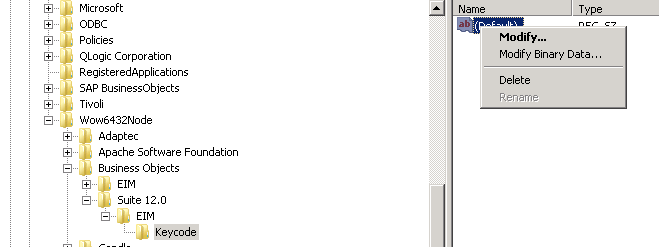 Microsoft
ODBC
Policies
QLogic Corporation
RegisteredApplications
SAP BusinessObjects
Tivoli
Wow6432Node
Adaptec
Apache Software Foundation
Business Objects
EIM
Suite 12.0
EIM
Keycode
Name Type
ab (Default) REG_SZ
Modify...
Modify Binary Data...
Delete
Rename